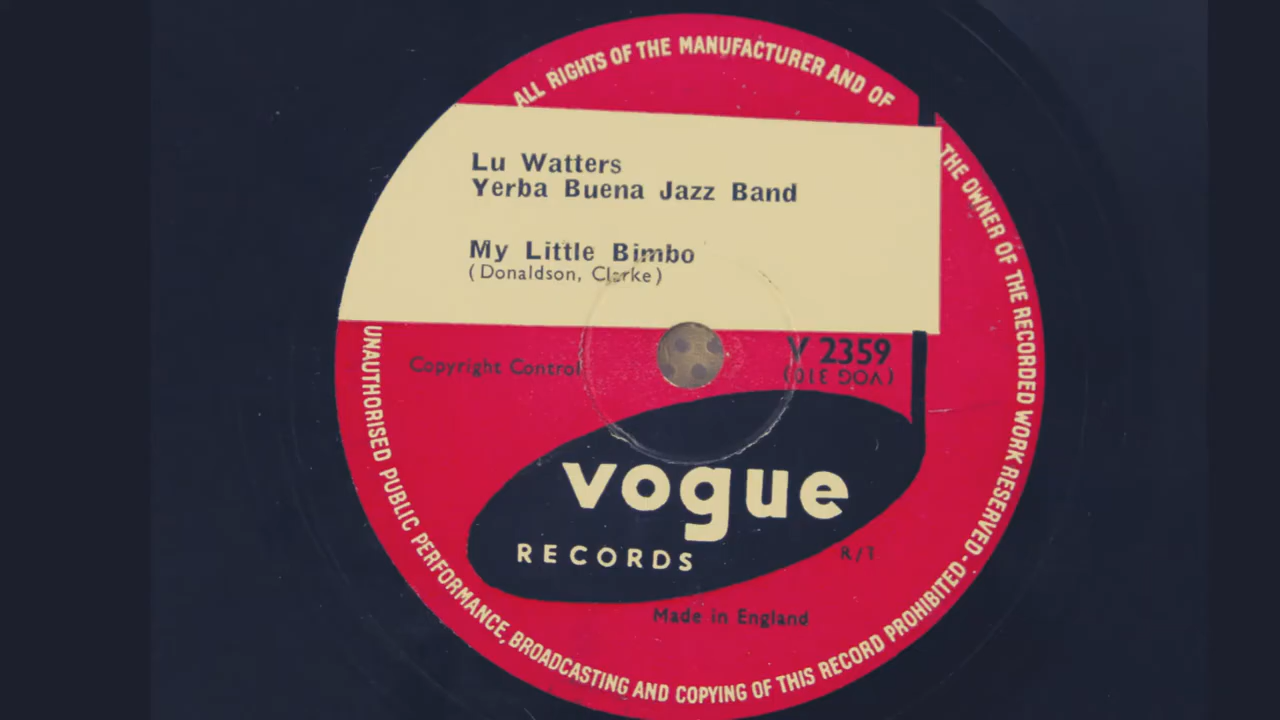 ALL RIGHTS OF THE MANUFACTURER AND OF THE OWNER OF THE RECORDED WORK RESERVED - UNAUTHORISED PUBLIC PERFORMANCE, BROADCASTING AND COPYING OF THIS RECORD PROHIBITED-
Lu Watters
Yerba Buena Jazz Band
My Little Bimbo
(Donaldson, Clarke)
V 2359
Copyright Control
vogue
RECORDS
R/T
Made in England